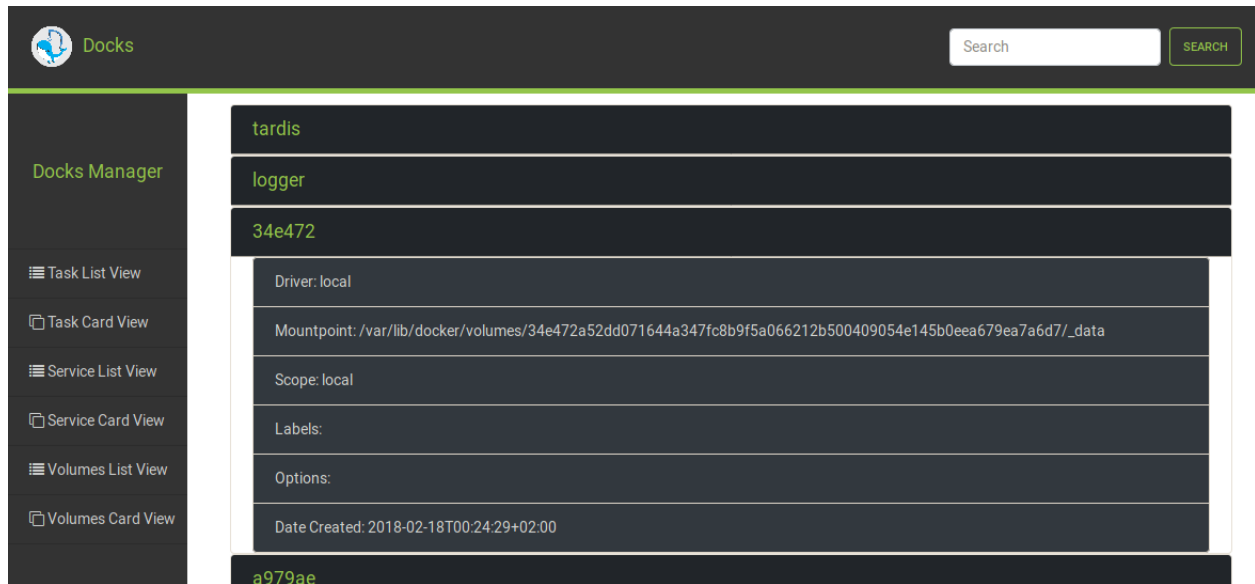 Docks
Search
SEARCH
Docks Manager
Task List View
Task Card View
Service List View
Service Card View
Volumes List View
Volumes Card View
tardis
logger
34e472
Driver: local
Mountpoint: /var/lib/docker/volumes/34e472a52dd071644a347fc8b9f5a066212b500409054e145b0eea679ea7a6d7/_data
Scope: local
Labels:
Options:
Date Created: 2018-02-18T00:24:29+02:00
a979ae